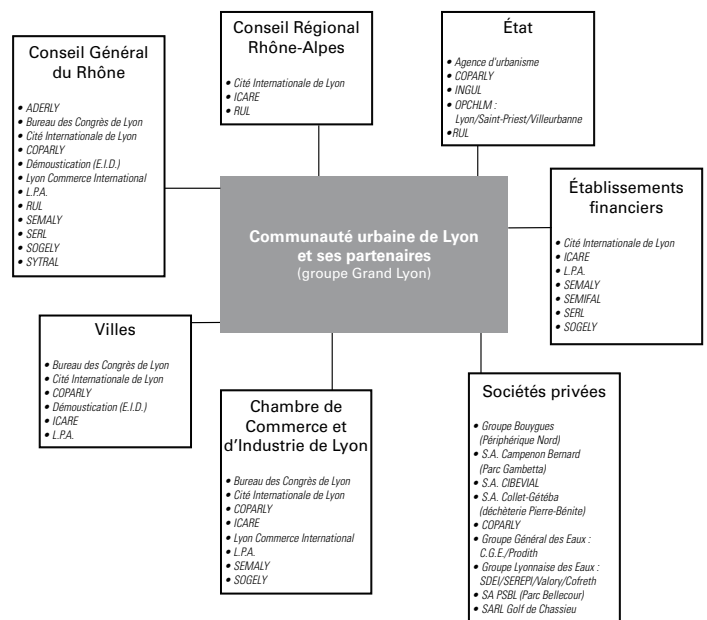 Conseil Général
du Rhône
• ADERLY
• Bureau des Congrès de Lyon
• Cité Internationale de Lyon
• COPARLY
• Démoustication (E.I.D.)
• Lyon Commerce International
• L.P.A.
• RUL
• SEMALY
• SERL
• SOGELY
• SYTRAL
Conseil Régional
Rhône-Alpes
• Cité Internationale de Lyon
• ICARE
• RUL
État
• Agence d'urbanisme
• COPARLY
• INGUL
• OPCHLM :
Lyon/Saint-Priest/Villeurbanne
•RUL
Communauté urbaine de Lyon
et ses partenaires
(groupe Grand Lyon)
Établissements
financiers
• Cité Internationale de Lyon
• ICARE
• L.P.A.
• SEMALY
• SEMIFAL
• SERL
• SOGELY
Villes
• Bureau des Congrès de Lyon
• Cité Internationale de Lyon
• COPARLY
• Démoustication (E.I.D.)
• ICARE
• L.P.A.
Chambre de
Commerce et
d'Industrie de Lyon
• Bureau des Congrès de Lyon
• Cité Internationale de Lyon
• COPARLY
• ICARE
• Lyon Commerce International
• L.P.A.
• SEMALY
• SOGELY
Sociétés privées
• Groupe Bouygues
(Périphérique Nord)
• S.A. Campenon Bernard
(Parc Gambetta)
• S.A. CIBEVIAL
• S.A. Collet-Gétéba
(déchèterie Pierre-Bénite)
• COPARLY
• Groupe Général des Eaux :
C.G.E./Prodith
• Groupe Lyonnaise des Eaux :
SDEI/SEREPI/Valory/Cofreth
• SA PSBL (Parc Bellecour)
• SARL Golf de Chassieu